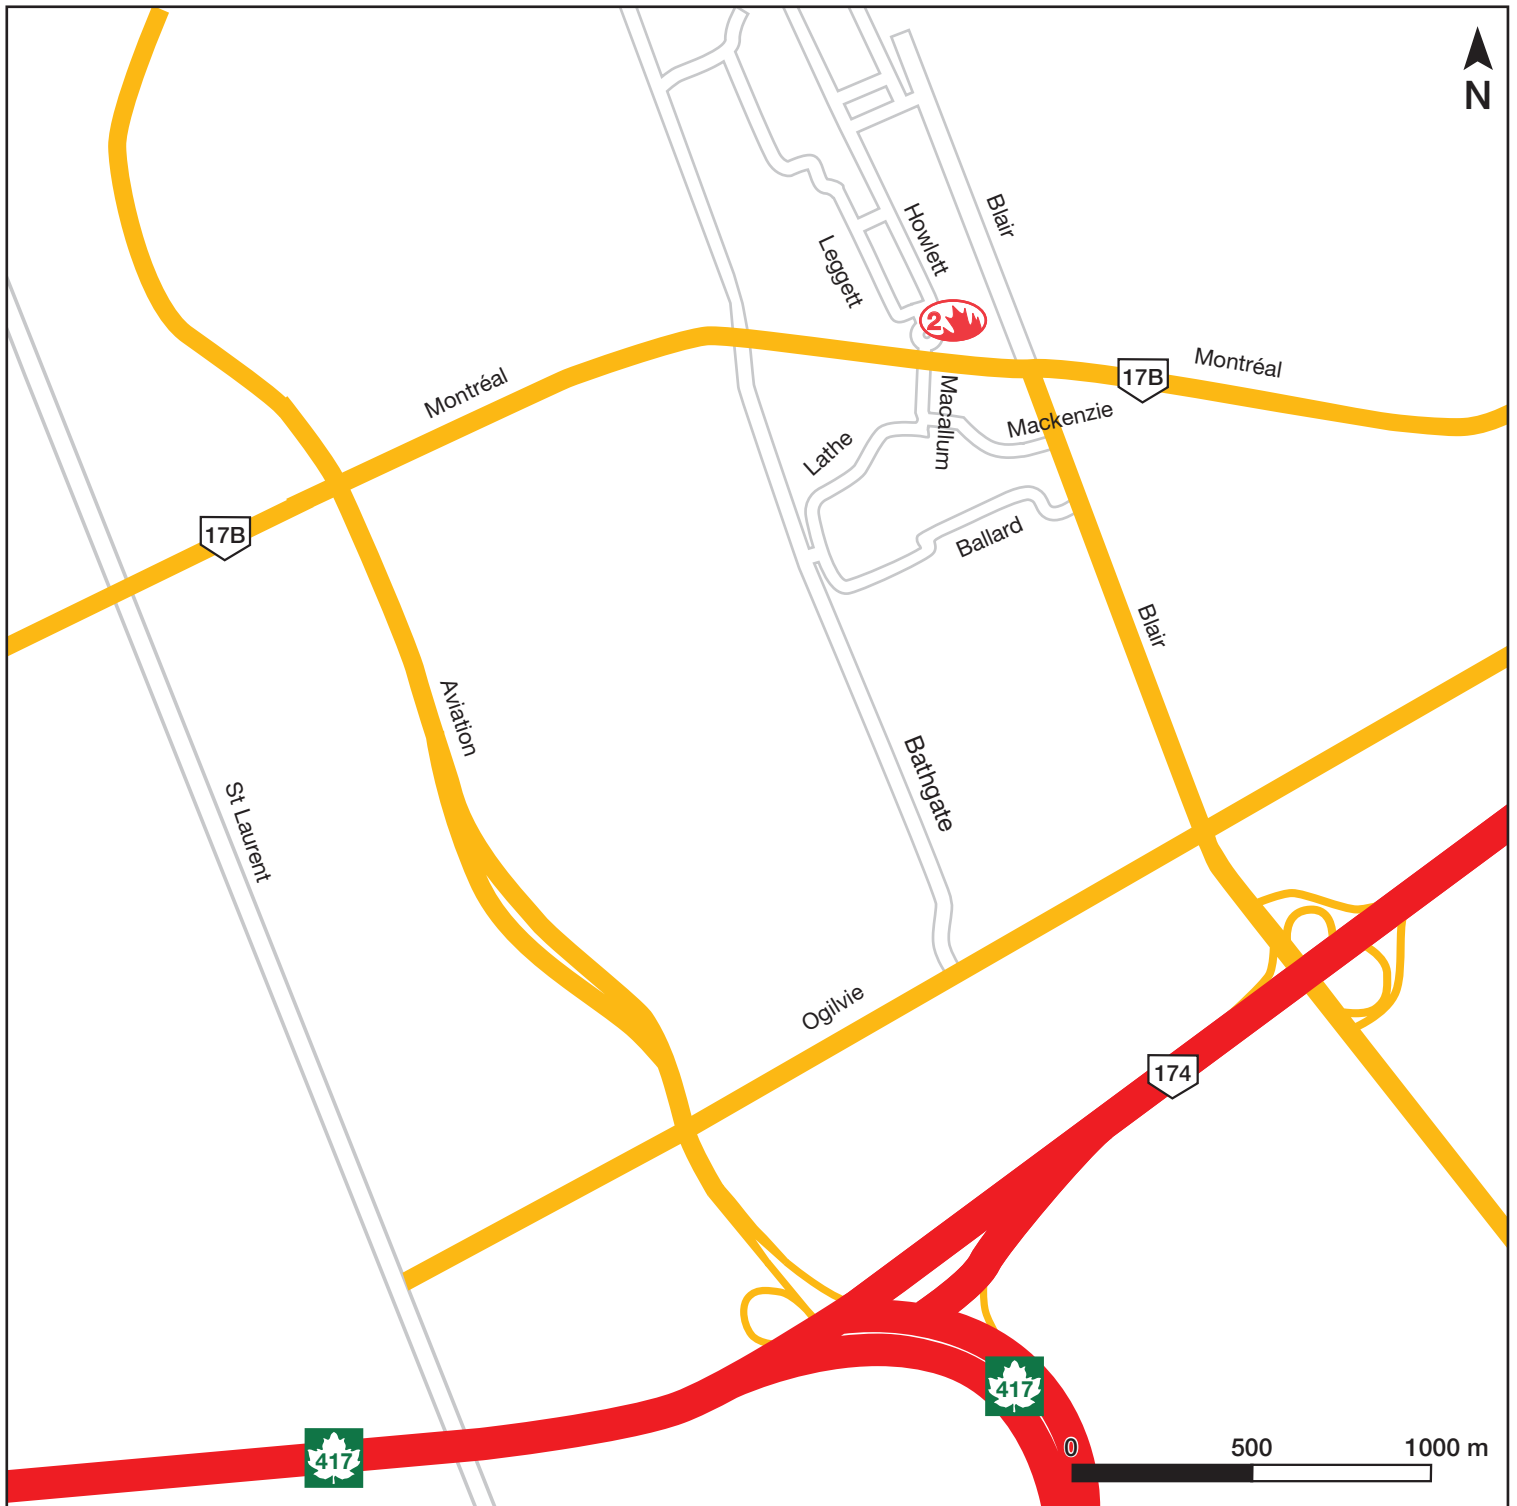 N
Blair
Howlett
Leggett
2
Montréal
17B
Montréal
Macallum
Mackenzie
Lathe
17B
Ballard
Blair
Aviation
Bathgate
St Laurent
Ogilvie
174
417
417
0 500 1000 m